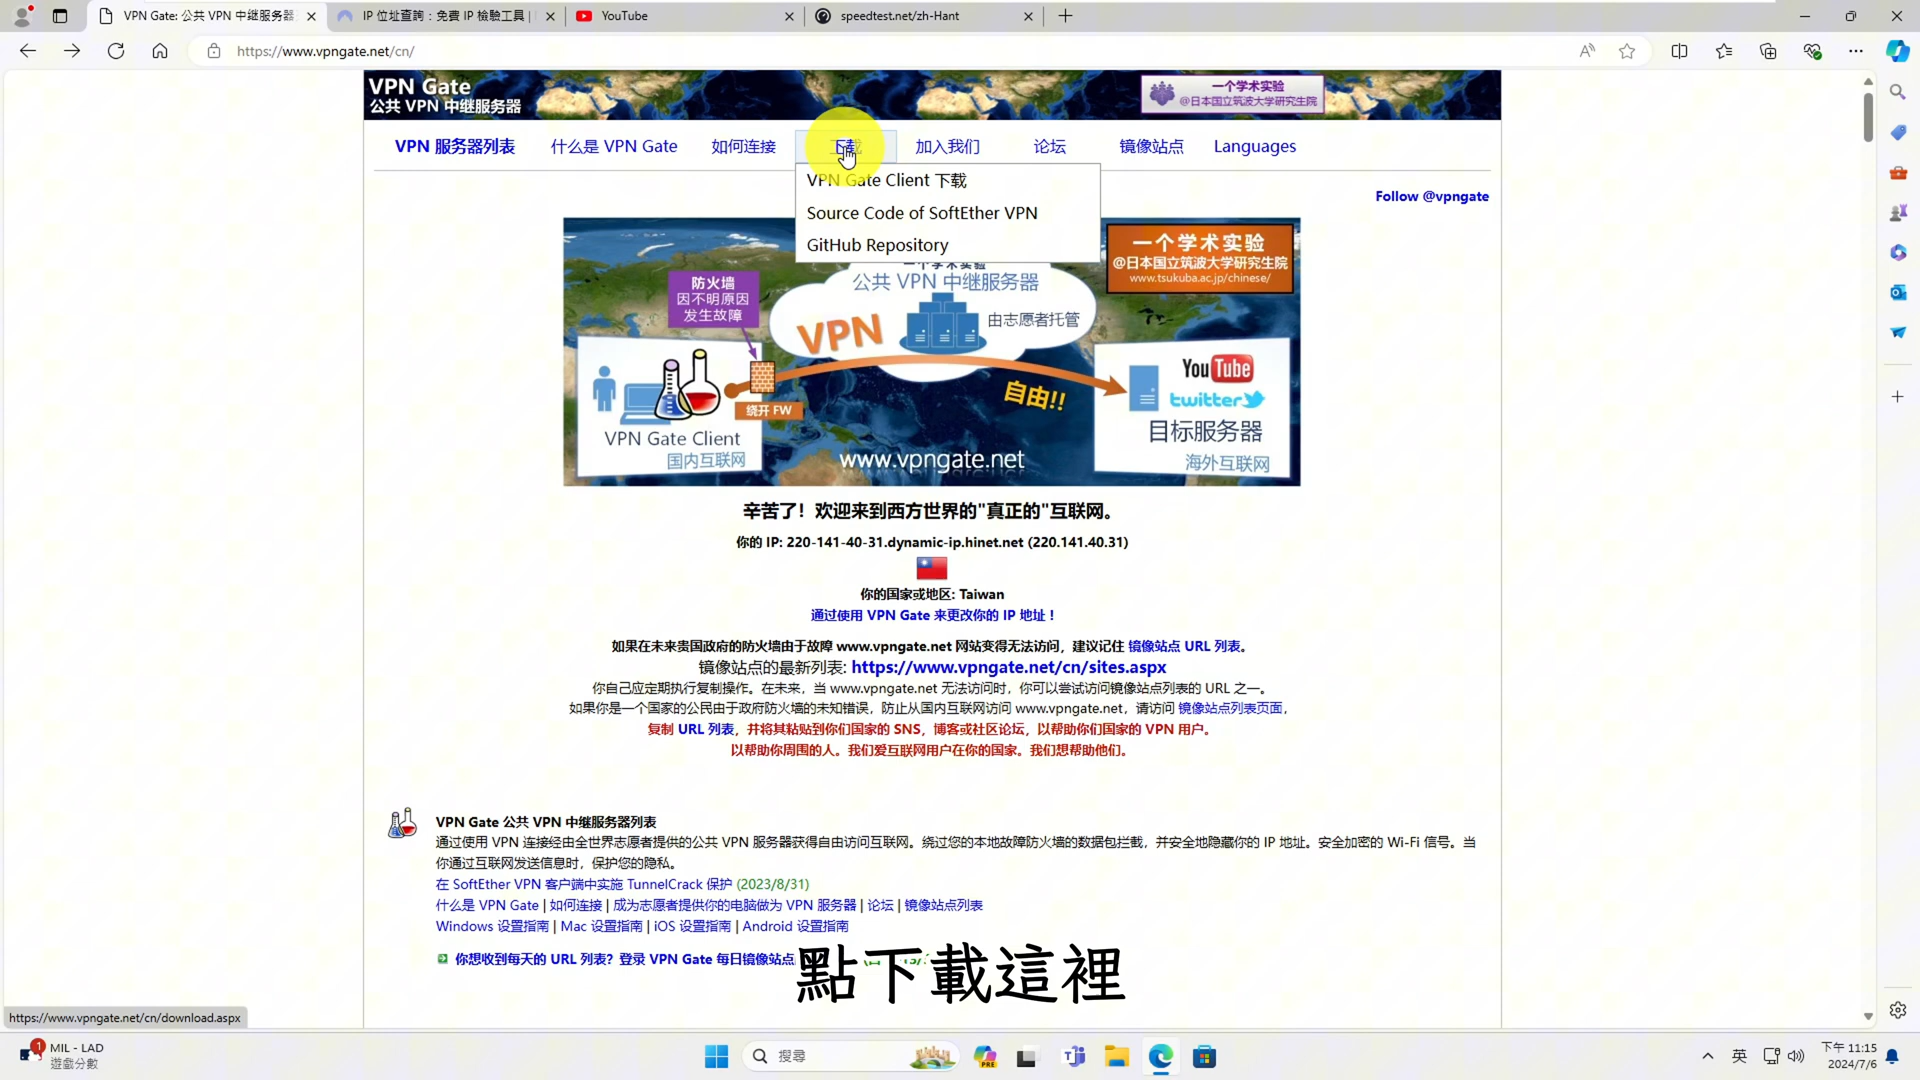 VPN Gate: 公共 VPN 中继服务器
IP 位址查詢：免費 IP 檢驗工具 |
YouTube
speedtest.net/zh-Hant
https://www.vpngate.net/cn/
VPN Gate
公共 VPN 中继服务器
一个学术实验
@日本国立筑波大学研究生院
VPN 服务器列表
什么是 VPN Gate
如何连接
下载
加入我们
论坛
镜像站点
Languages
VPN Gate Client 下载
Source Code of SoftEther VPN
GitHub Repository
Follow @vpngate
一个学术实验
@日本国立筑波大学研究生院
www.tsukuba.ac.jp/chinese/
防火墙
因不明原因
发生故障
一个学术实验
公共 VPN 中继服务器
VPN
由志愿者托管
YouTube
twitter
自由!!
绕开 FW
目标服务器
VPN Gate Client
国内互联网
www.vpngate.net
海外互联网
辛苦了！欢迎来到西方世界的"真正的"互联网。
你的 IP: 220-141-40-31.dynamic-ip.hinet.net (220.141.40.31)
你的国家或地区: Taiwan
通过使用 VPN Gate 来更改你的 IP 地址！
如果在未来贵国政府的防火墙由于故障 www.vpngate.net 网站变得无法访问，建议记住 镜像站点 URL 列表。
镜像站点的最新列表: https://www.vpngate.net/cn/sites.aspx
你自己应定期执行复制操作。在未来，当 www.vpngate.net 无法访问时，你可以尝试访问镜像站点列表的 URL 之一。
如果你是一个国家的公民由于政府防火墙的未知错误，防止从国内互联网访问 www.vpngate.net，请访问 镜像站点列表页面，
复制 URL 列表，并将其粘贴到你们国家的 SNS，博客或社区论坛，以帮助你们国家的 VPN 用户。
以帮助你周围的人。我们爱互联网用户在你的国家。我们想帮助他们。
VPN Gate 公共 VPN 中继服务器列表
通过使用 VPN 连接经由全世界志愿者提供的公共 VPN 服务器获得自由访问互联网。绕过您的本地故障防火墙的数据包拦截，并安全地隐藏你的 IP 地址。安全加密的 Wi-Fi 信号。当
你通过互联网发送信息时，保护您的隐私。
在 SoftEther VPN 客户端中实施 TunnelCrack 保护 (2023/8/31)
什么是 VPN Gate | 如何连接 | 成为志愿者提供你的电脑做为 VPN 服务器 | 论坛 | 镜像站点列表
Windows 设置指南 | Mac 设置指南 | iOS 设置指南 | Android 设置指南
你想收到每天的 URL 列表？登录 VPN Gate 每日镜像站点
點下載這裡
https://www.vpngate.net/cn/download.aspx
1
MIL - LAD
遊戲分數
搜尋
PRE
英
下午 11:15
2024/7/6